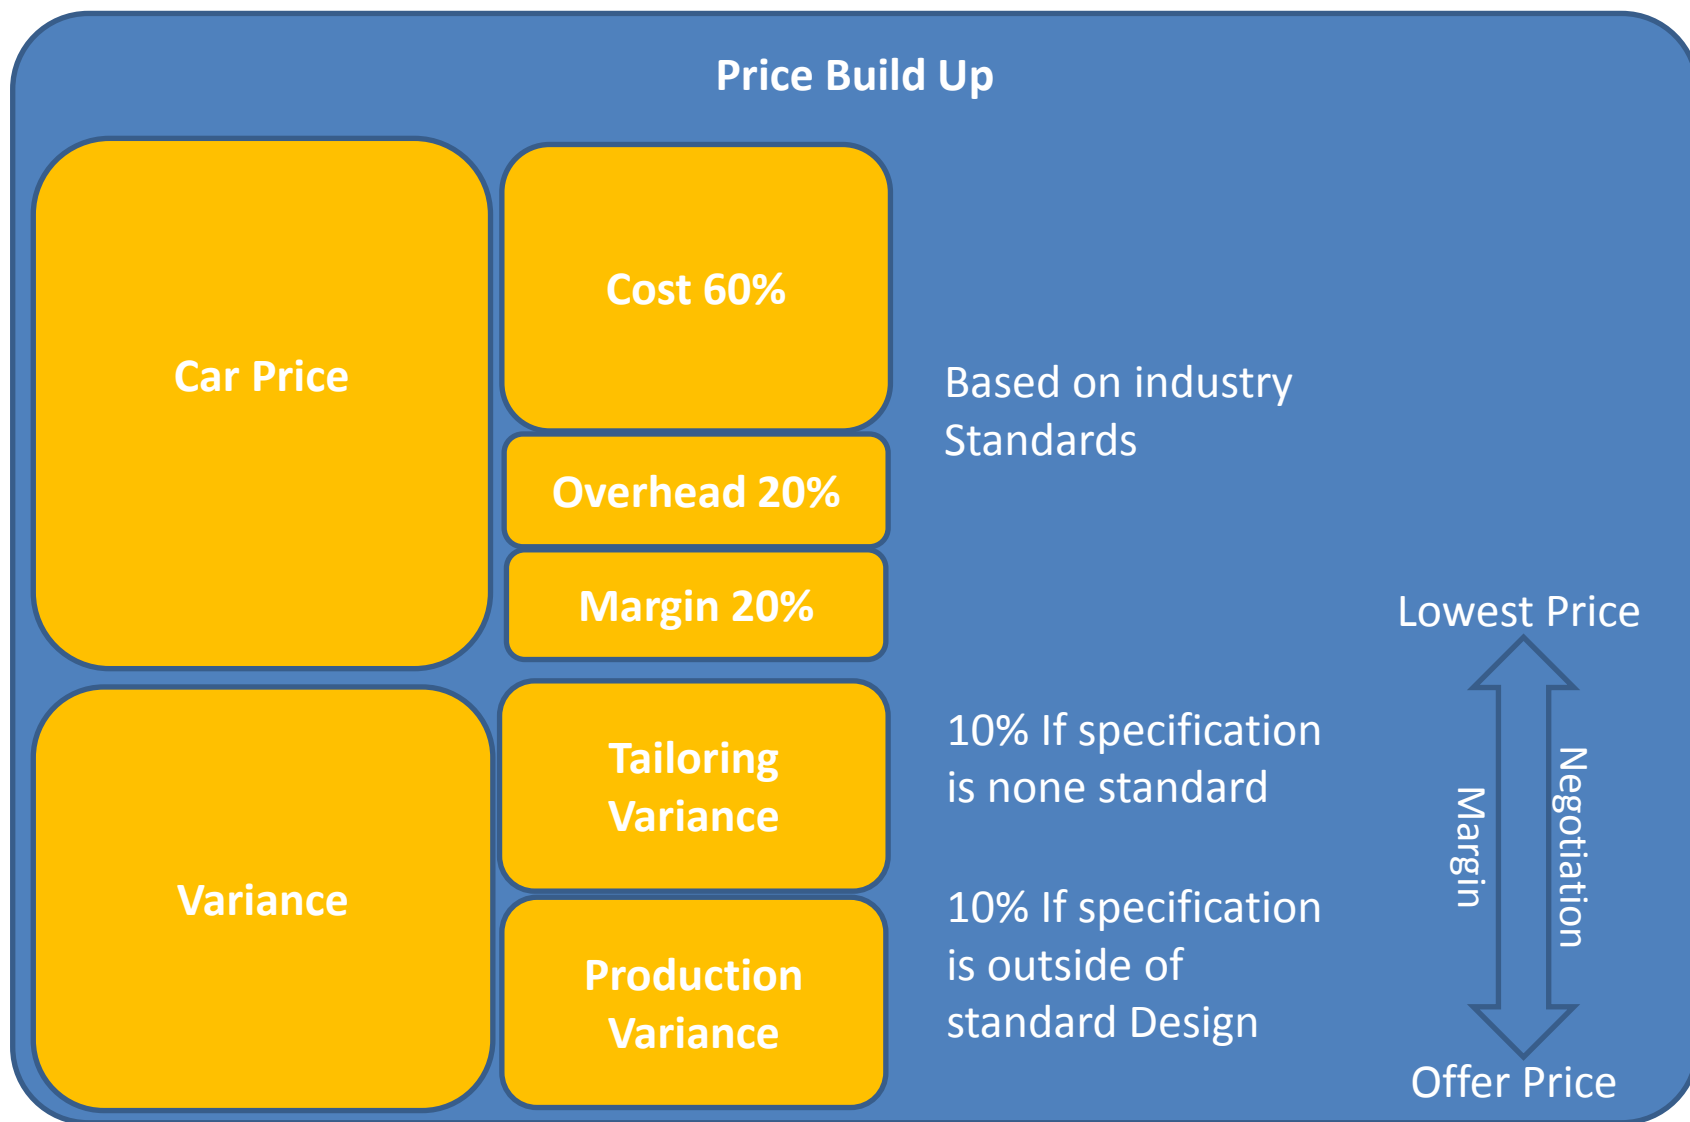 Price Build Up
Car Price
Cost 60%
Overhead 20%
Margin 20%
Based on industry
Standards
Variance
Tailoring
Variance
Production
Variance
10% If specification
is none standard
10% If specification
is outside of
standard Design
Lowest Price
Margin
Negotiation
Offer Price